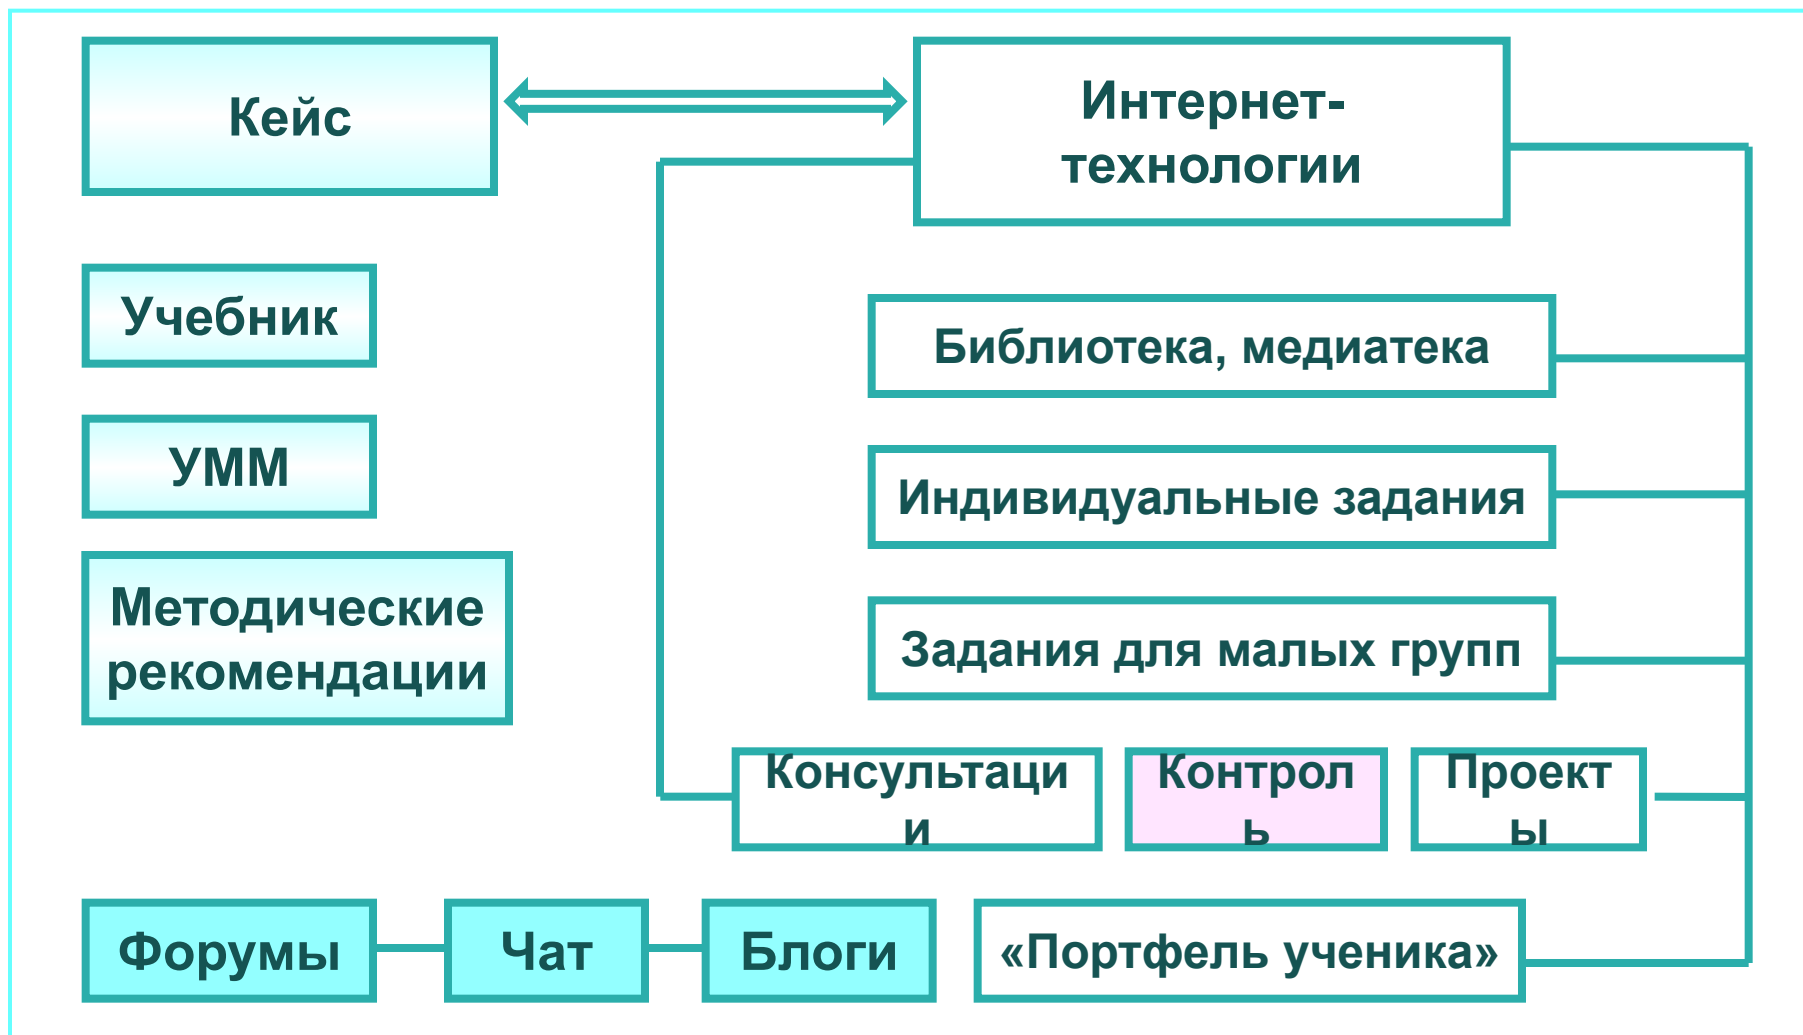 Кейс
Интернет-
технологии
Учебник
Библиотека, медиатека
УММ
Индивидуальные задания
Методические
рекомендации
Задания для малых групп
Консультаци
и
Контрол
ь
Проект
ы
Форумы
Чат
Блоги
«Портфель ученика»